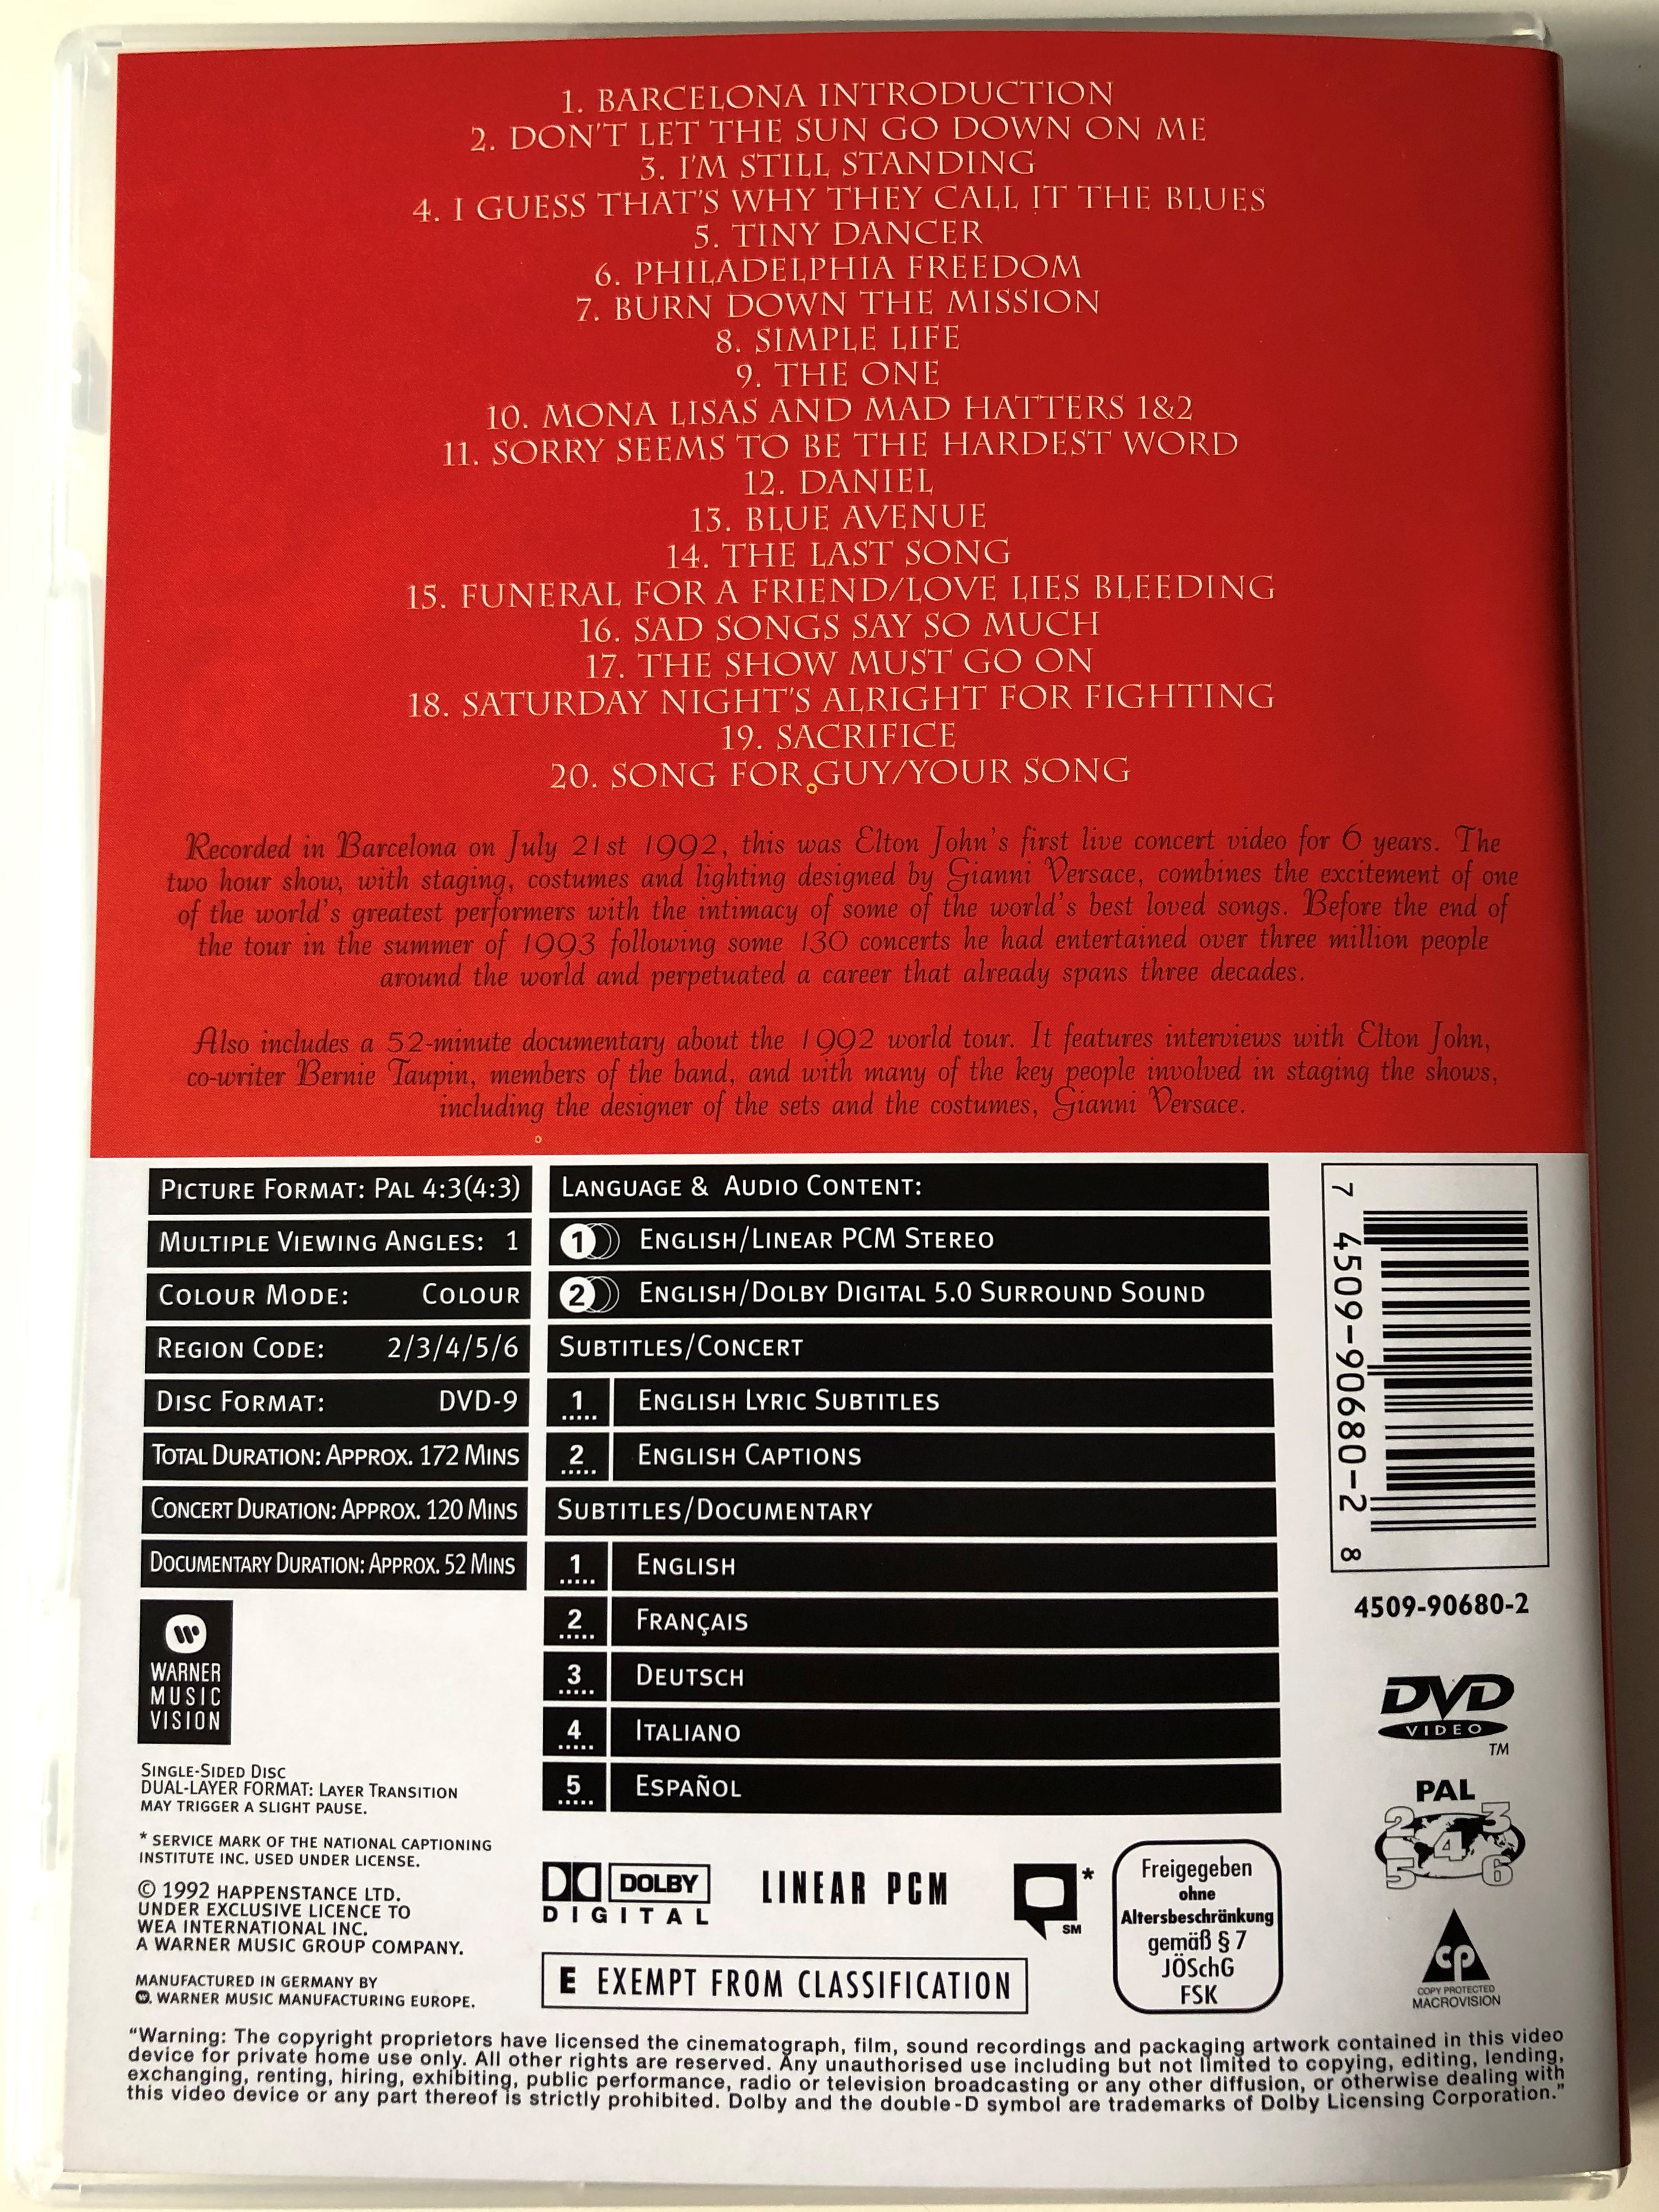 1. BARCELONA INTRODUCTION
2. DON'T LET THE SUN GO DOWN ON ME
3. I'M STILL STANDING
4. I GUESS THAT'S WHY THEY CALL IT THE BLUES
5. TINY DANCER
6. PHILADELPHIA FREEDOM
7. BURN DOWN THE MISSION
8. SIMPLE LIFE
9. THE ONE
10. MONA LISAS AND MAD HATTERS 1&2
11. SORRY SEEMS TO BE THE HARDEST WORD
12. DANIEL
13. BLUE AVENUE
14. THE LAST SONG
15. FUNERAL FOR A FRIEND/LOVE LIES BLEEDING
16. SAD SONGS SAY SO MUCH
17. THE SHOW MUST GO ON
18. SATURDAY NIGHT'S ALRIGHT FOR FIGHTING
19. SACRIFICE
20. SONG FOR GUY/YOUR SONG
Recorded in Barcelona on July 21st 1992, this was Elton John's first live concert video for 6 years. The
two hour show, with staging, costumes and lighting designed by Gianni Versace, combines the excitement of one
of the world's greatest performers with the intimacy of some of the world's best loved songs. Before the end of
the tour in the summer of 1993 following some 130 concerts he had entertained over three million people
around the world and perpetuated a career that already spans three decades.
Also includes a 52-minute documentary about the 1992 world tour. It features interviews with Elton John,
co-writer Bernie Taupin, members of the band, and with many of the key people involved in staging the shows,
including the designer of the sets and the costumes, Gianni Versace.
PICTURE FORMAT: PAL 4:3(4:3)
MULTIPLE VIEWING ANGLES: 1
COLOUR MODE: COLOUR
REGION CODE: 2/3/4/5/6
DISC FORMAT: DVD-9
TOTAL DURATION: APPROX. 172 MINS
CONCERT DURATION: APPROX. 120 MINS
DOCUMENTARY DURATION: APPROX. 52 MINS
LANGUAGE & AUDIO CONTENT:
1 ENGLISH/LINEAR PCM STEREO
2 ENGLISH/DOLBY DIGITAL 5.0 SURROUND SOUND
SUBTITLES/CONCERT
1 ENGLISH LYRIC SUBTITLES
2 ENGLISH CAPTIONS
SUBTITLES/DOCUMENTARY
1 ENGLISH
2 FRANÇAIS
3 DEUTSCH
4 ITALIANO
5 ESPAÑOL
7 4509-90680-2 8
4509-90680-2
DVD
VIDEO
TM
PAL
2 3
4
5 6
CP
COPY PROTECTED
MACROVISION
WARNER
MUSIC
VISION
SINGLE-SIDED DISC
DUAL-LAYER FORMAT: LAYER TRANSITION
MAY TRIGGER A SLIGHT PAUSE.
* SERVICE MARK OF THE NATIONAL CAPTIONING
INSTITUTE INC. USED UNDER LICENSE.
© 1992 HAPPENSTANCE LTD.
UNDER EXCLUSIVE LICENCE TO
WEA INTERNATIONAL INC.
A WARNER MUSIC GROUP COMPANY.
MANUFACTURED IN GERMANY BY
W. WARNER MUSIC MANUFACTURING EUROPE.
DOLBY
DIGITAL
LINEAR PCM
*
SM
E EXEMPT FROM CLASSIFICATION
Freigegeben
ohne
Altersbeschränkung
gemäß § 7
JÖSchG
FSK
"Warning: The copyright proprietors have licensed the cinematograph, film, sound recordings and packaging artwork contained in this video
device for private home use only. All other rights are reserved. Any unauthorised use including but not limited to copying, editing, lending,
exchanging, renting, hiring, exhibiting, public performance, radio or television broadcasting or any other diffusion, or otherwise dealing with
this video device or any part thereof is strictly prohibited. Dolby and the double-D symbol are trademarks of Dolby Licensing Corporation."